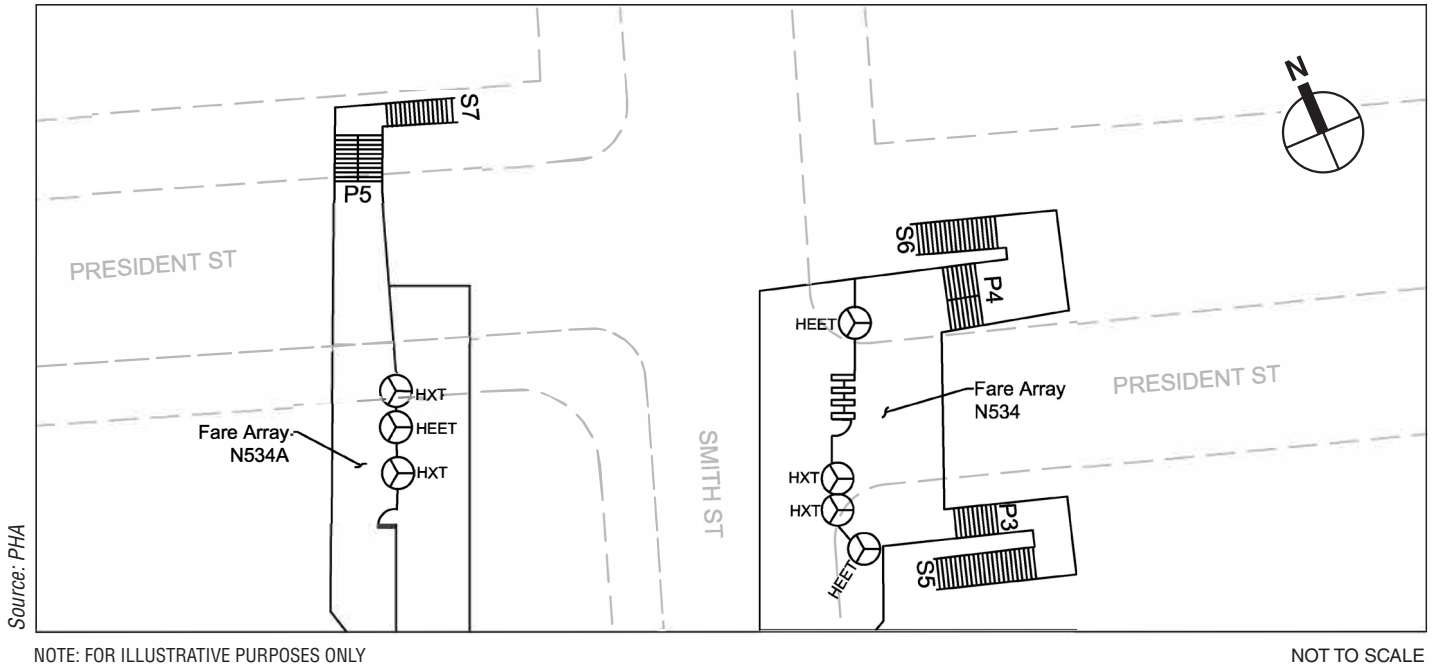 N
S7
P5
S6
P4
PRESIDENT ST
HEET
HXT
PRESIDENT ST
Fare Array
N534
HEET
Fare Array
N534A
HXT
SMITH ST
HXT
HXT
P3
HEET
S5
Source: PHA
NOTE: FOR ILLUSTRATIVE PURPOSES ONLY
NOT TO SCALE